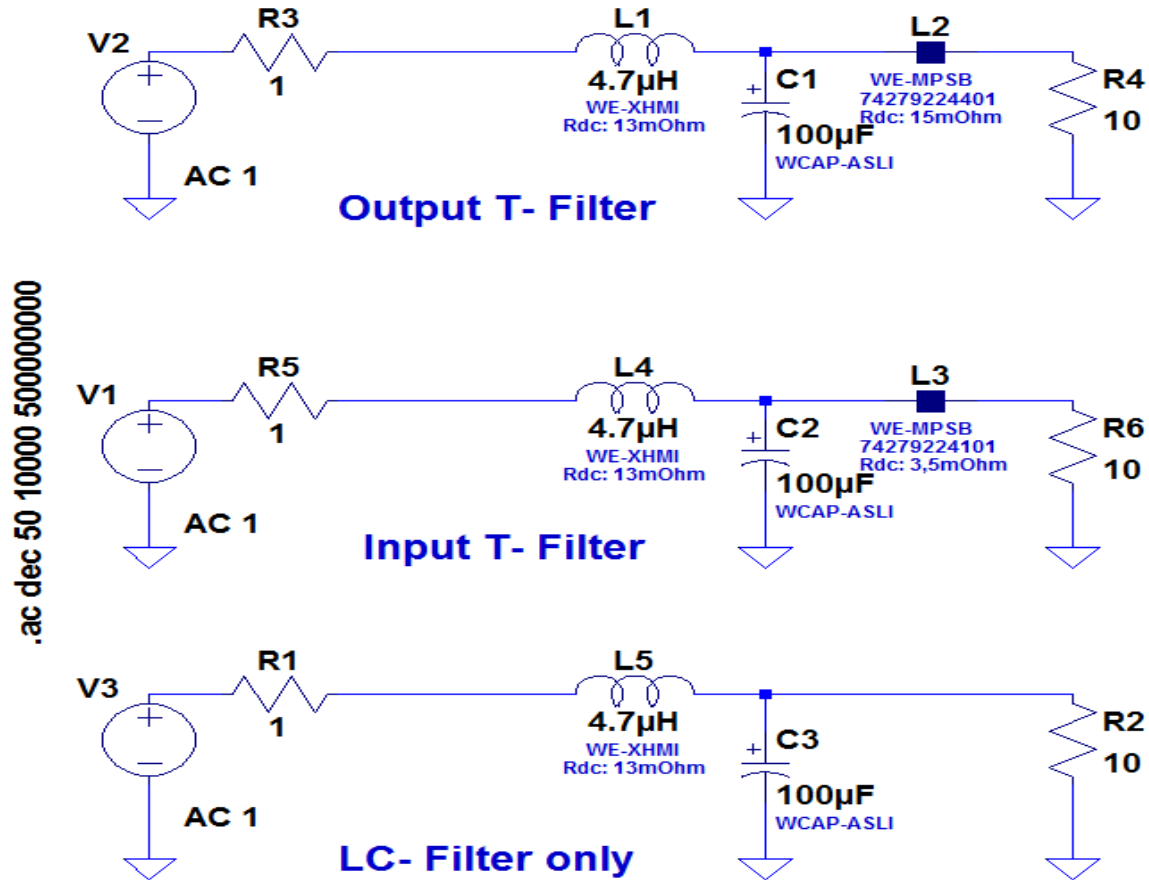 R3
L1
L2
V2
1
4.7µH
WE-XHMI
Rdc: 13mOhm
C1
100µF
WCAP-ASLI
WE-MPSB
74279224401
Rdc: 15mOhm
R4
10
AC 1
Output T- Filter
.ac dec 50 10000 500000000
R5
L4
L3
V1
1
4.7µH
WE-XHMI
Rdc: 13mOhm
C2
100µF
WCAP-ASLI
WE-MPSB
74279224101
Rdc: 3,5mOhm
R6
10
AC 1
Input T- Filter
R1
L5
V3
1
4.7µH
WE-XHMI
Rdc: 13mOhm
C3
100µF
WCAP-ASLI
R2
10
AC 1
LC- Filter only